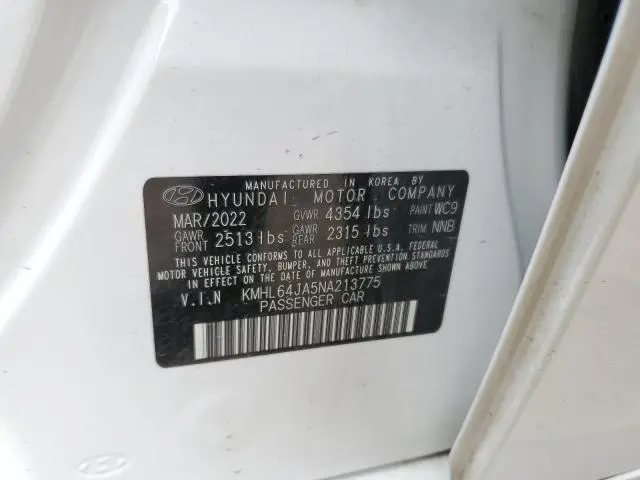 MANUFACTURED IN KOREA BY
HYUNDAI MOTOR COMPANY
MAR/2022 GVWR 4354 lbs PAINT WC9
GAWR FRONT 2513 lbs GAWR REAR 2315 lbs TRIM NNB
THIS VEHICLE CONFORMS TO ALL APPLICABLE U.S.A. FEDERAL
MOTOR VEHICLE SAFETY, BUMPER, AND THEFT PREVENTION STANDARDS
IN EFFECT ON THE DATE OF MANUFACTURE SHOWN ABOVE.
V.I.N KMHL64JA5NA213775
PASSENGER CAR